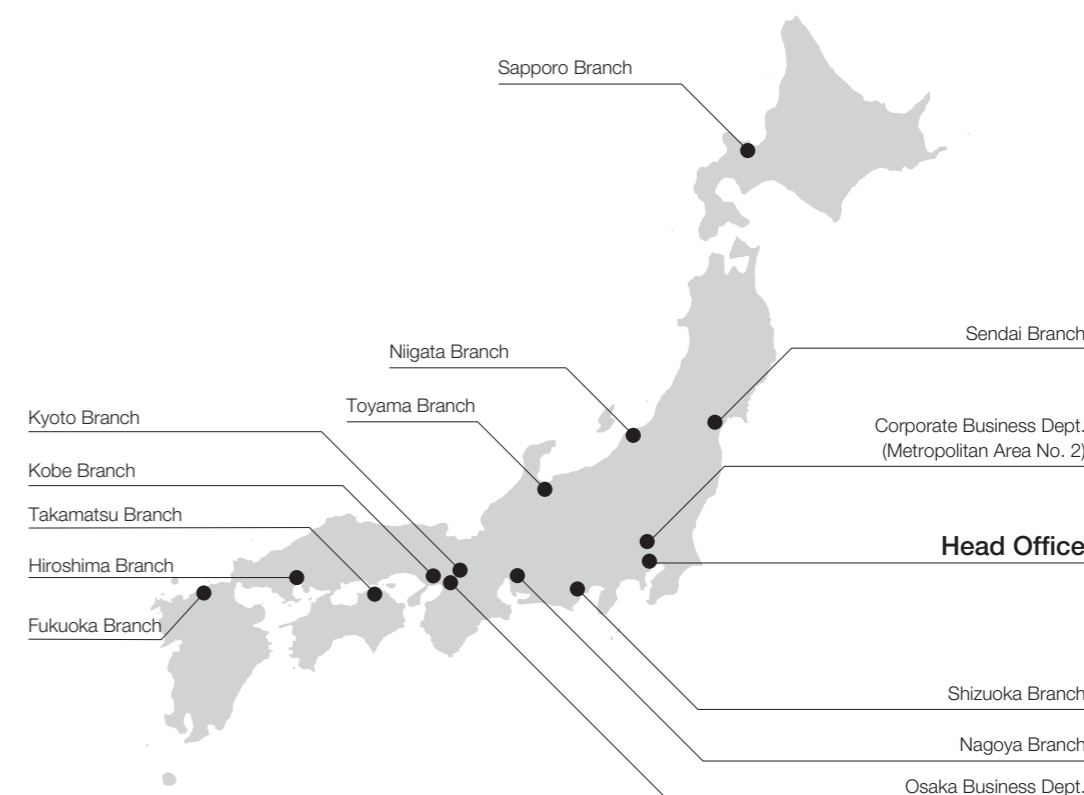 Sapporo Branch
Niigata Branch
Toyama Branch
Kyoto Branch
Kobe Branch
Takamatsu Branch
Hiroshima Branch
Fukuoka Branch
Sendai Branch
Corporate Business Dept.
(Metropolitan Area No. 2)
Head Office
Shizuoka Branch
Nagoya Branch
Osaka Business Dept.